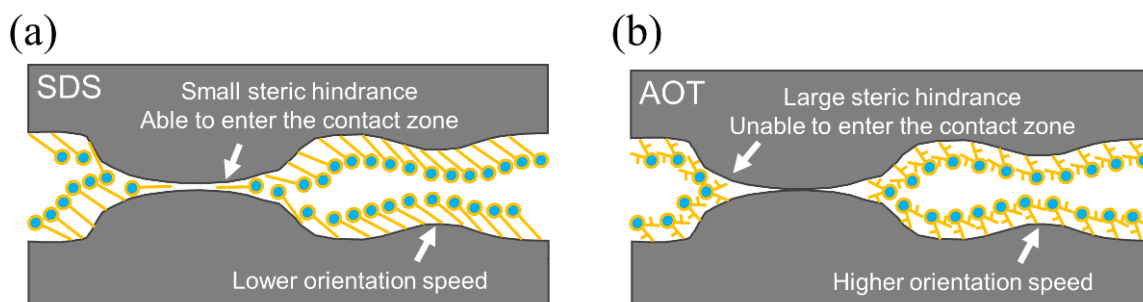 (a)
SDS
Small steric hindrance
Able to enter the contact zone
Lower orientation speed
(b)
AOT
Large steric hindrance
Unable to enter the contact zone
Higher orientation speed